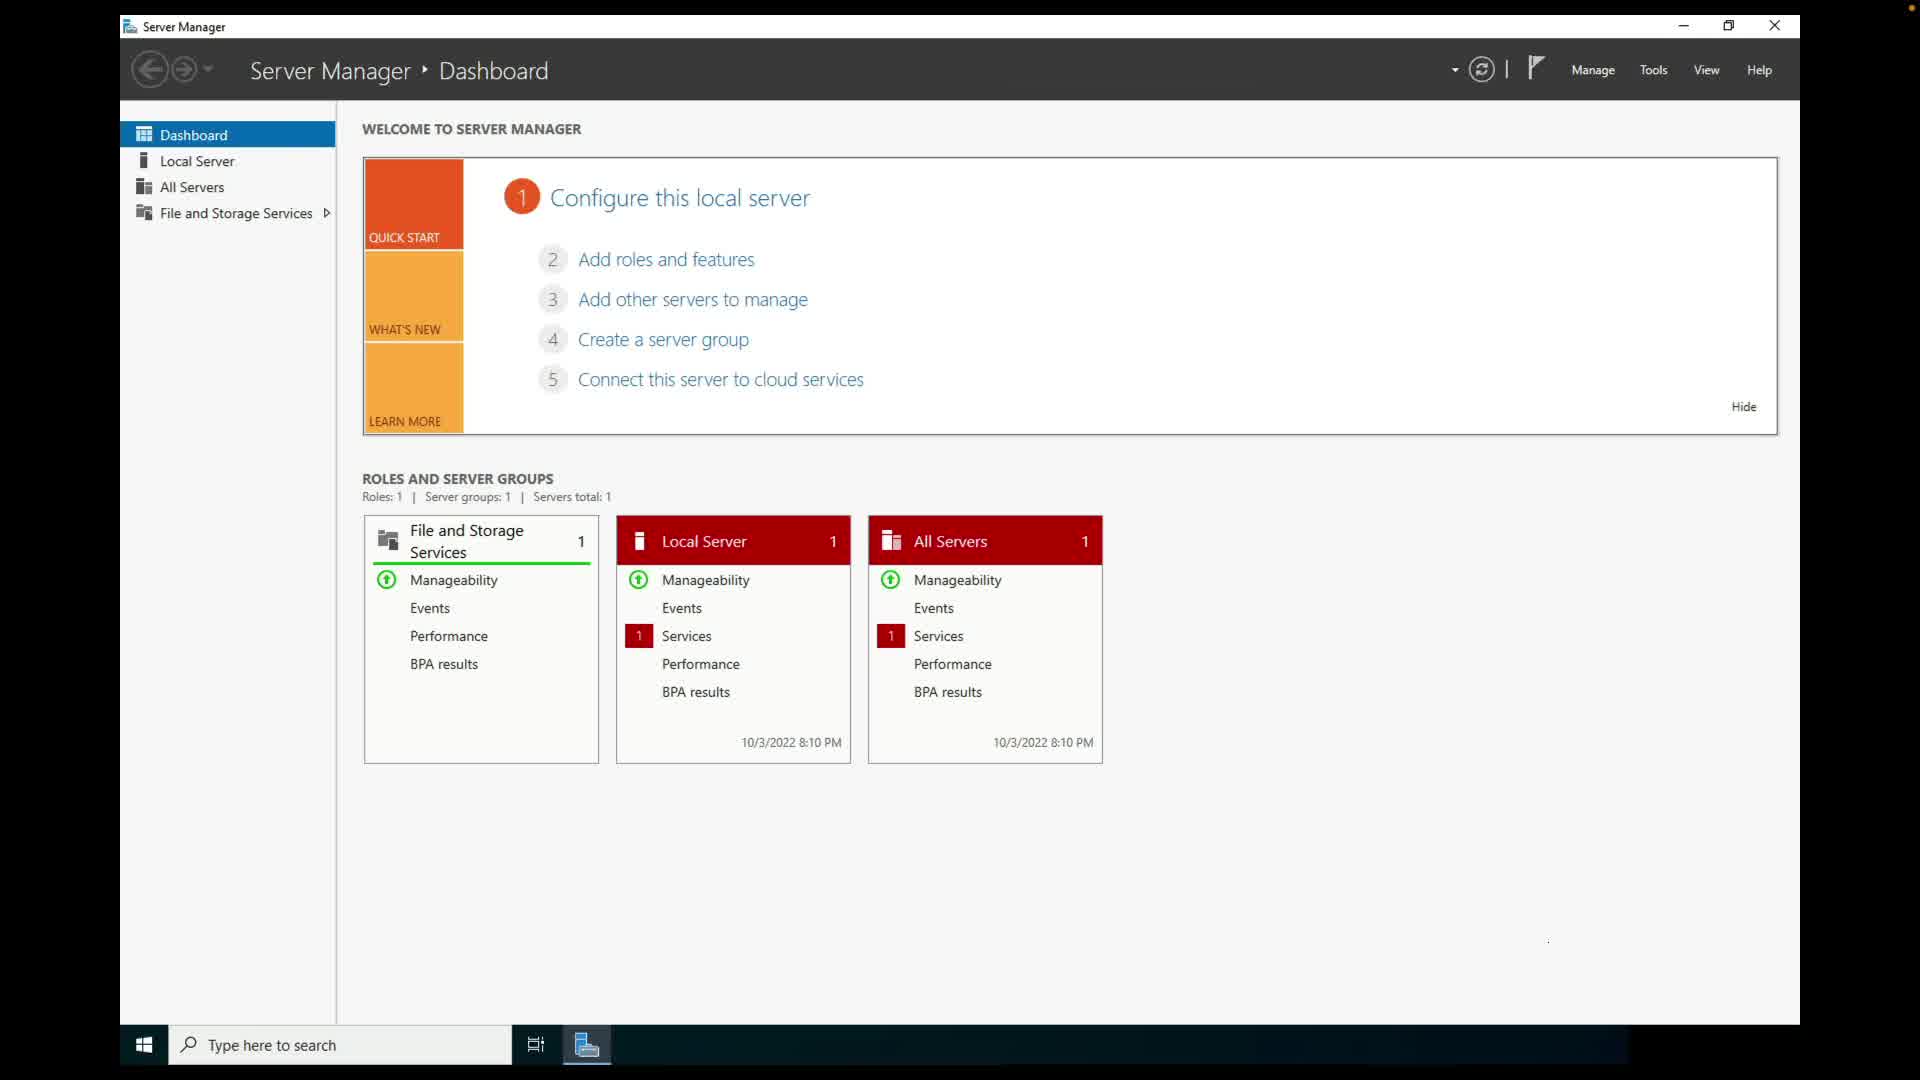 Server Manager
Server Manager ‣ Dashboard
Manage Tools View Help
Dashboard
Local Server
All Servers
File and Storage Services
WELCOME TO SERVER MANAGER
QUICK START
WHAT'S NEW
LEARN MORE
1 Configure this local server
2 Add roles and features
3 Add other servers to manage
4 Create a server group
5 Connect this server to cloud services
Hide
ROLES AND SERVER GROUPS
Roles: 1 | Server groups: 1 | Servers total: 1
File and Storage
Services 1
Manageability
Events
Performance
BPA results
Local Server 1
Manageability
Events
1 Services
Performance
BPA results
10/3/2022 8:10 PM
All Servers 1
Manageability
Events
1 Services
Performance
BPA results
10/3/2022 8:10 PM
Type here to search